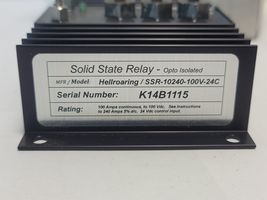 Solid State Relay - Opto Isolated
MFR / Model Hellroaring / SSR-10240-100V-24C
Serial Number: K14B1115
Rating: 100 Amps continuous, to 100 Vdc. See instructions
to 240 Amps 5% d/c. 24 Vdc control input.